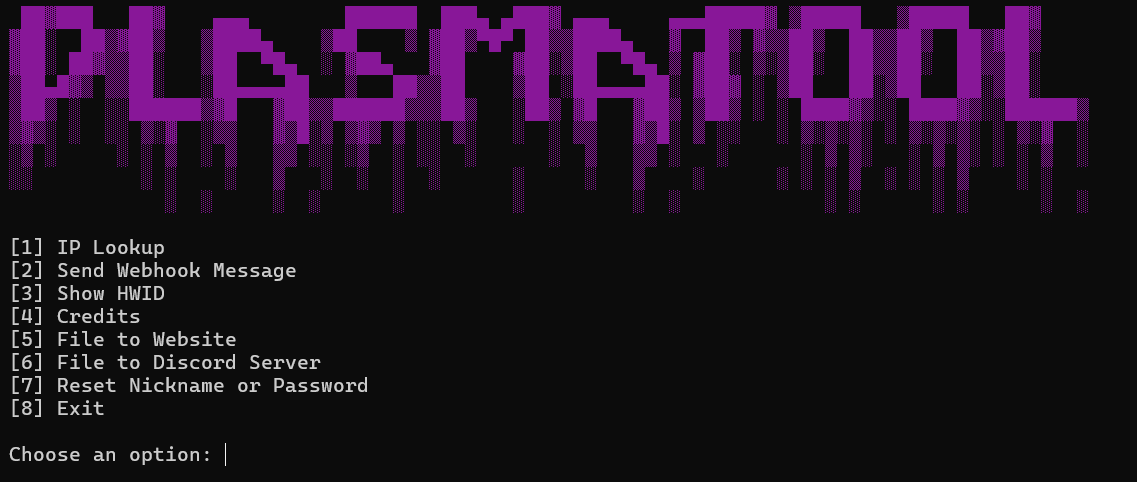 PLASMATOOL
[1] IP Lookup
[2] Send Webhook Message
[3] Show HWID
[4] Credits
[5] File to Website
[6] File to Discord Server
[7] Reset Nickname or Password
[8] Exit
Choose an option: